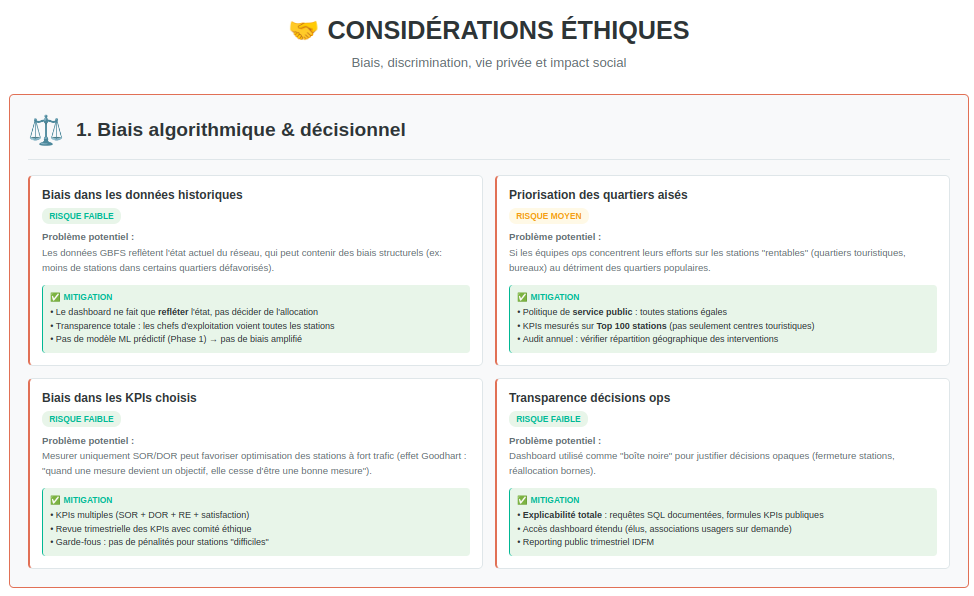 🤝 CONSIDÉRATIONS ÉTHIQUES
Biais, discrimination, vie privée et impact social
⚖️ 1. Biais algorithmique & décisionnel
Biais dans les données historiques
RISQUE FAIBLE
Problème potentiel :
Les données GBFS reflètent l'état actuel du réseau, qui peut contenir des biais structurels (ex:
moins de stations dans certains quartiers défavorisés).
✅ MITIGATION
• Le dashboard ne fait que refléter l'état, pas décider de l'allocation
• Transparence totale : les chefs d'exploitation voient toutes les stations
• Pas de modèle ML prédictif (Phase 1) → pas de biais amplifié
Priorisation des quartiers aisés
RISQUE MOYEN
Problème potentiel :
Si les équipes ops concentrent leurs efforts sur les stations "rentables" (quartiers touristiques,
bureaux) au détriment des quartiers populaires.
✅ MITIGATION
• Politique de service public : toutes stations égales
• KPIs mesurés sur Top 100 stations (pas seulement centres touristiques)
• Audit annuel : vérifier répartition géographique des interventions
Biais dans les KPIs choisis
RISQUE FAIBLE
Problème potentiel :
Mesurer uniquement SOR/DOR peut favoriser optimisation des stations à fort trafic (effet Goodhart :
"quand une mesure devient un objectif, elle cesse d'être une bonne mesure").
✅ MITIGATION
• KPIs multiples (SOR + DOR + RE + satisfaction)
• Revue trimestrielle des KPIs avec comité éthique
• Garde-fous : pas de pénalités pour stations "difficiles"
Transparence décisions ops
RISQUE FAIBLE
Problème potentiel :
Dashboard utilisé comme "boîte noire" pour justifier décisions opaques (fermeture stations,
réallocation bornes).
✅ MITIGATION
• Explicabilité totale : requêtes SQL documentées, formules KPIs publiques
• Accès dashboard étendu (élus, associations usagers sur demande)
• Reporting public trimestriel IDFM